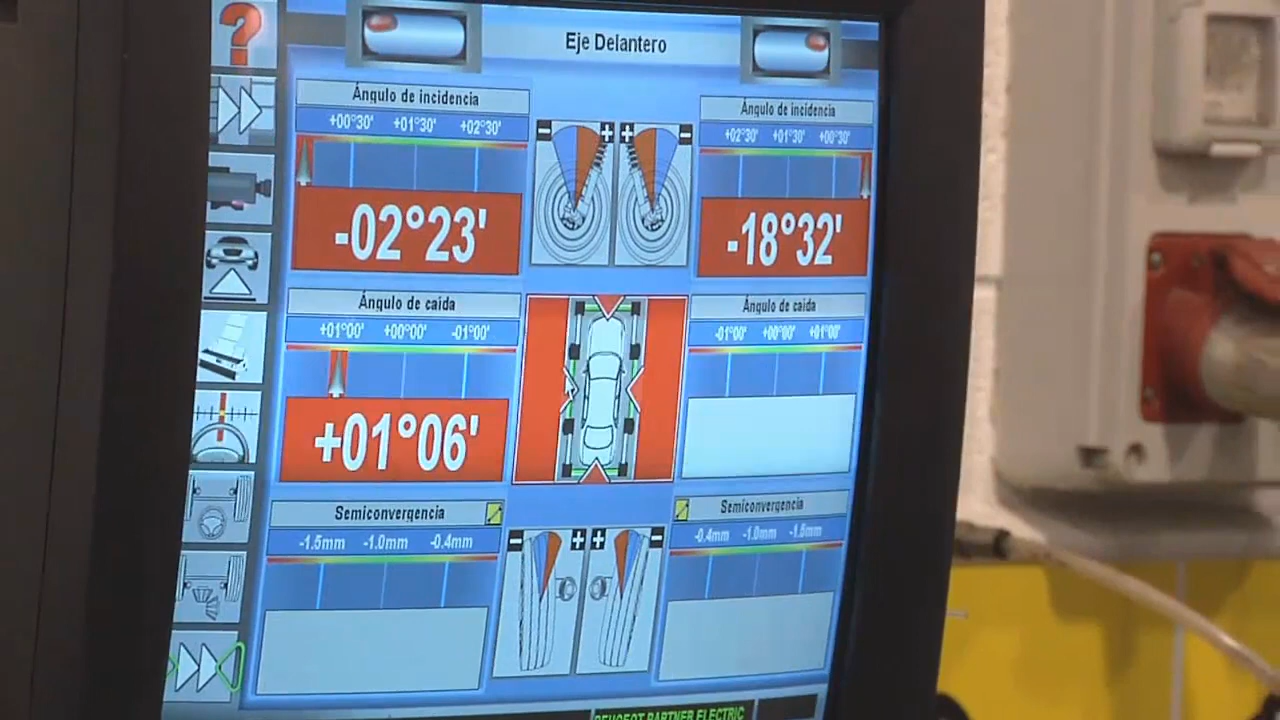 ?
Eje Delantero
Ángulo de incidencia
+00°30' +01°30' +02°30'
-02°23'
Ángulo de incidencia
+02°30' +01°30' +00°30'
-18°32'
- + + -
Ángulo de caida
+01°00' +00°00' -01°00'
+01°06'
Ángulo de caida
-01°00' +00°00' +01°00'
Semiconvergencia
-1.5mm -1.0mm -0.4mm
Semiconvergencia
-0.4mm -1.0mm -1.5mm
- + + -
PEUGEOT PARTNER ELECTRIC